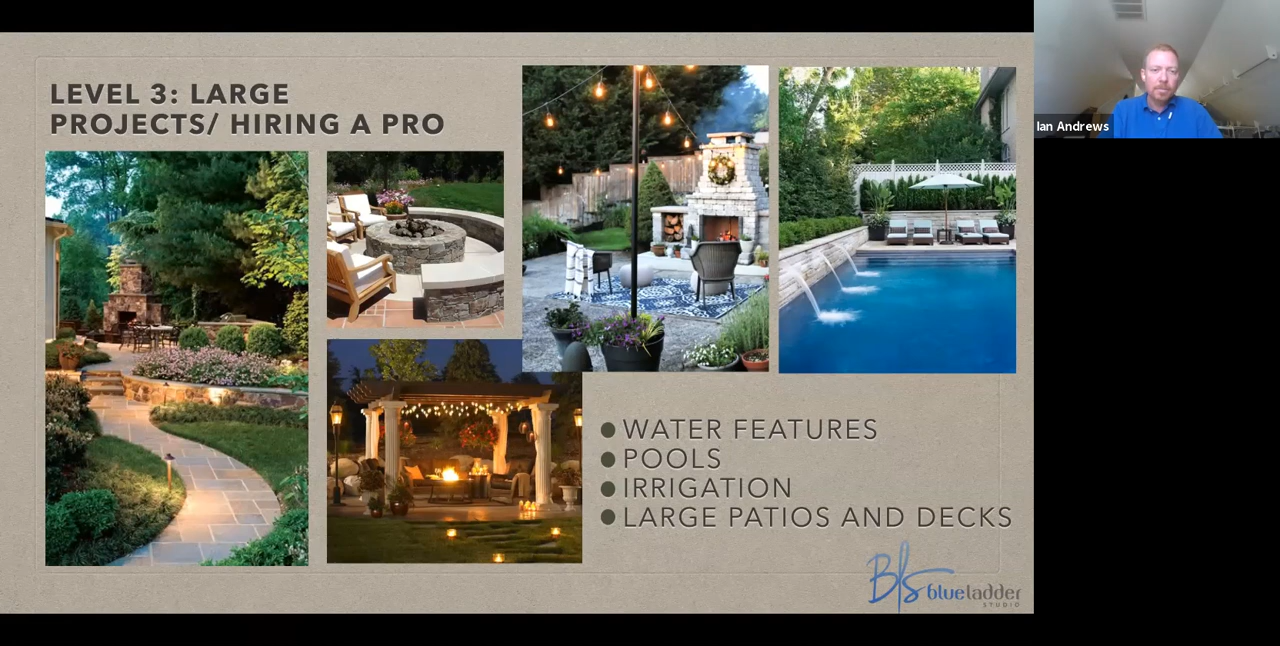 LEVEL 3: LARGE
PROJECTS/ HIRING A PRO
Ian Andrews
● WATER FEATURES
● POOLS
● IRRIGATION
● LARGE PATIOS AND DECKS
Bls blueladder
STUDIO